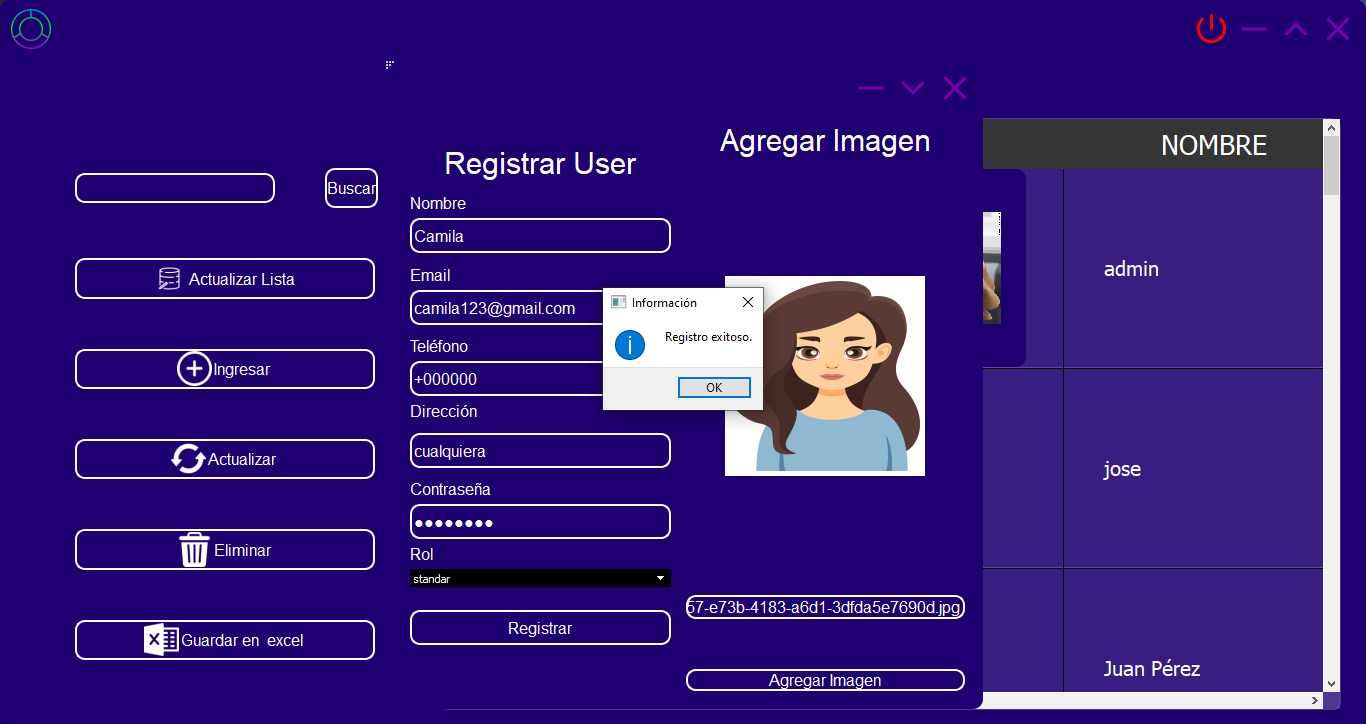 Buscar
Actualizar Lista
Ingresar
Actualizar
Eliminar
Guardar en excel
Registrar User
Nombre
Camila
Email
camila123@gmail.com
Teléfono
+000000
Dirección
cualquiera
Contraseña
●●●●●●●●
Rol
standar
Registrar
Información
Registro exitoso.
OK
Agregar Imagen
57-e73b-4183-a6d1-3dfda5e7690d.jpg
Agregar Imagen
NOMBRE
admin
jose
Juan Pérez